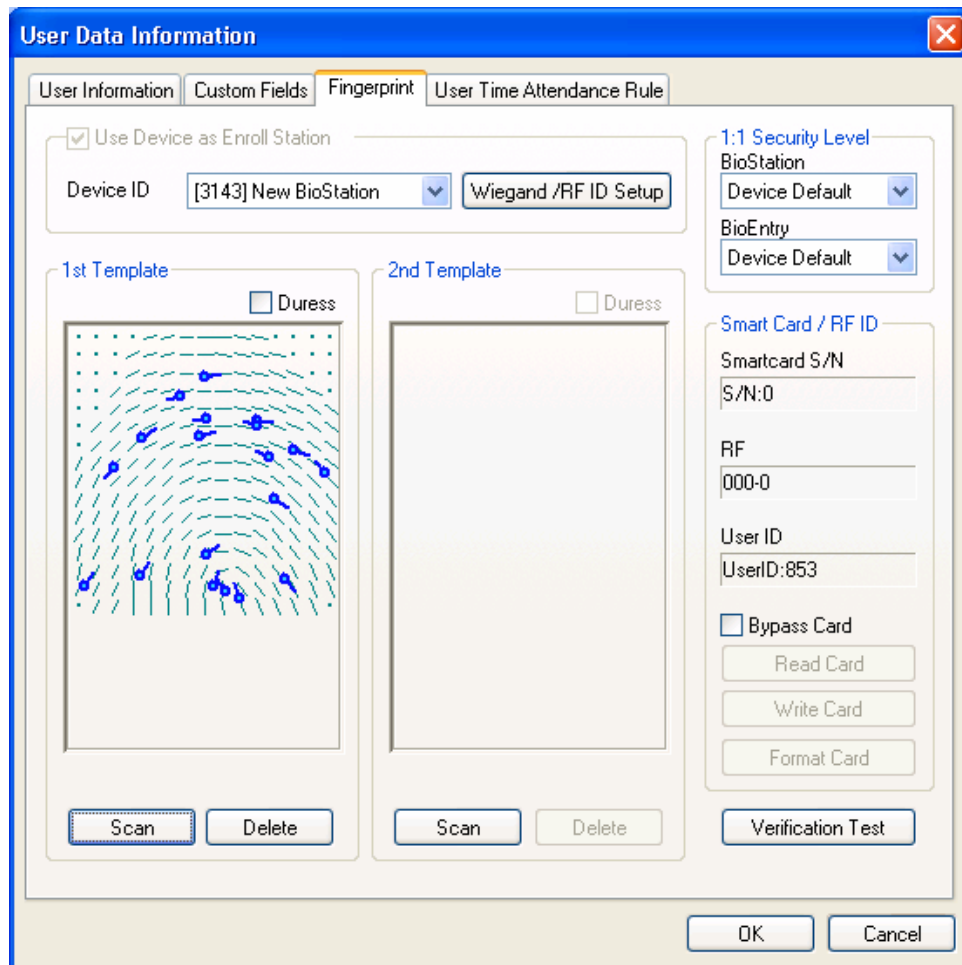 User Data Information
User Information
Custom Fields
Fingerprint
User Time Attendance Rule
Use Device as Enroll Station
Device ID
[3143] New BioStation
Wiegand /RF ID Setup
1:1 Security Level
BioStation
Device Default
BioEntry
Device Default
1st Template
Duress
2nd Template
Duress
Smart Card / RF ID
Smartcard S/N
S/N:0
RF
000-0
User ID
UserID:853
Bypass Card
Read Card
Write Card
Format Card
Scan
Delete
Scan
Delete
Verification Test
OK
Cancel